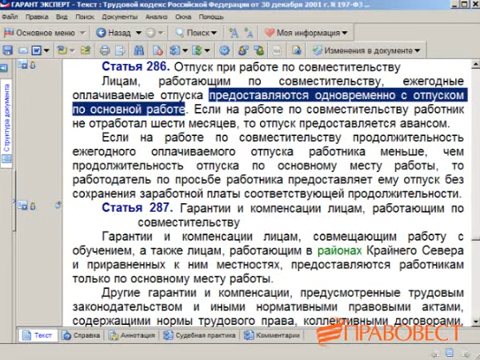 ГАРАНТ ЭКСПЕРТ - Текст : Трудовой кодекс Российской Федерации от 30 декабря 2001 г. N 197-ФЗ ...
Файл Правка Вид Поиск Документы Анализ Окна Помощь
Основное меню Назад Поиск Моя информация
Изменения в документе
Структура документа
Статья 286. Отпуск при работе по совместительству
Лицам, работающим по совместительству, ежегодные
оплачиваемые отпуска предоставляются одновременно с отпуском
по основной работе. Если на работе по совместительству работник
не отработал шести месяцев, то отпуск предоставляется авансом.
Если на работе по совместительству продолжительность
ежегодного оплачиваемого отпуска работника меньше, чем
продолжительность отпуска по основному месту работы, то
работодатель по просьбе работника предоставляет ему отпуск без
сохранения заработной платы соответствующей продолжительности.
Статья 287. Гарантии и компенсации лицам, работающим по
совместительству
Гарантии и компенсации лицам, совмещающим работу с
обучением, а также лицам, работающим в районах Крайнего Севера
и приравненных к ним местностях, предоставляются работникам
только по основному месту работы.
Другие гарантии и компенсации, предусмотренные трудовым
законодательством и иными нормативными правовыми актами,
содержащими нормы трудового права, коллективными договорами,
ПРАВОВЕСТ
Текст Справка Аннотация Судебная практика Комментарии